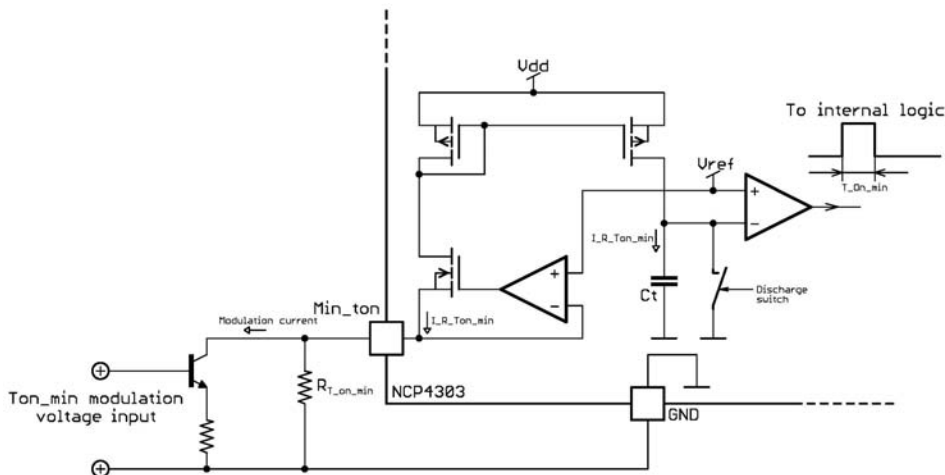 Vdd
To internal logic
Vref
T_On_min
+
−
I_R_Ton_min
+
−
Ct
Discharge
switch
Min_ton
Modulation current
I_R_Ton_min
Ton_min modulation
voltage input
RT_on_min
NCP4303
GND